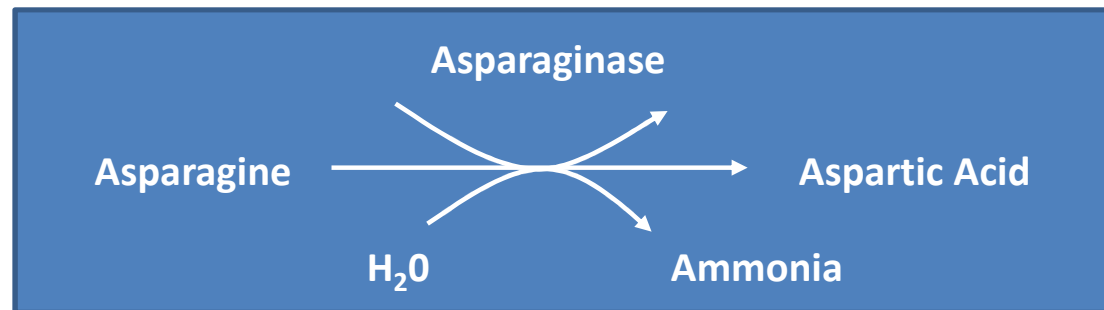 Asparaginase
Asparagine
Aspartic Acid
H₂0
Ammonia